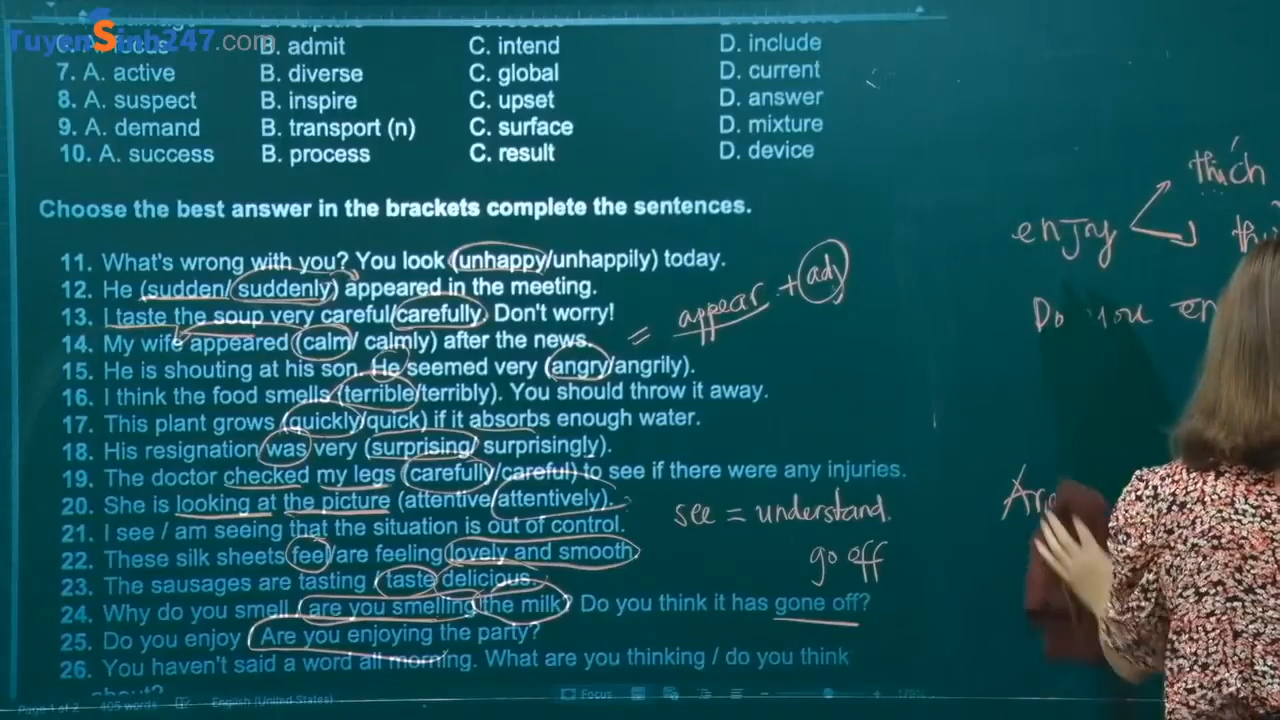 TuyenSinh247.com
B. admit C. intend D. include
7. A. active B. diverse C. global D. current
8. A. suspect B. inspire C. upset D. answer
9. A. demand B. transport (n) C. surface D. mixture
10. A. success B. process C. result D. device
Choose the best answer in the brackets complete the sentences.
11. What's wrong with you? You look (unhappy/unhappily) today.
12. He (sudden/ suddenly) appeared in the meeting.
13. I taste the soup very careful/carefully. Don't worry!
14. My wife appeared (calm/ calmly) after the news.
15. He is shouting at his son. He seemed very (angry/angrily).
16. I think the food smells (terrible/terribly). You should throw it away.
17. This plant grows (quickly/quick) if it absorbs enough water.
18. His resignation was very (surprising/ surprisingly).
19. The doctor checked my legs (carefully/careful) to see if there were any injuries.
20. She is looking at the picture (attentive/attentively).
21. I see / am seeing that the situation is out of control.
22. These silk sheets feel/are feeling lovely and smooth.
23. The sausages are tasting / taste delicious.
24. Why do you smell / are you smelling the milk? Do you think it has gone off?
25. Do you enjoy / Are you enjoying the party?
26. You haven't said a word all morning. What are you thinking / do you think
about?
= appear + adj
see = understand.
go off
thích
enjoy
Do you
Page 1 of 2 405 words English (United States) Focus